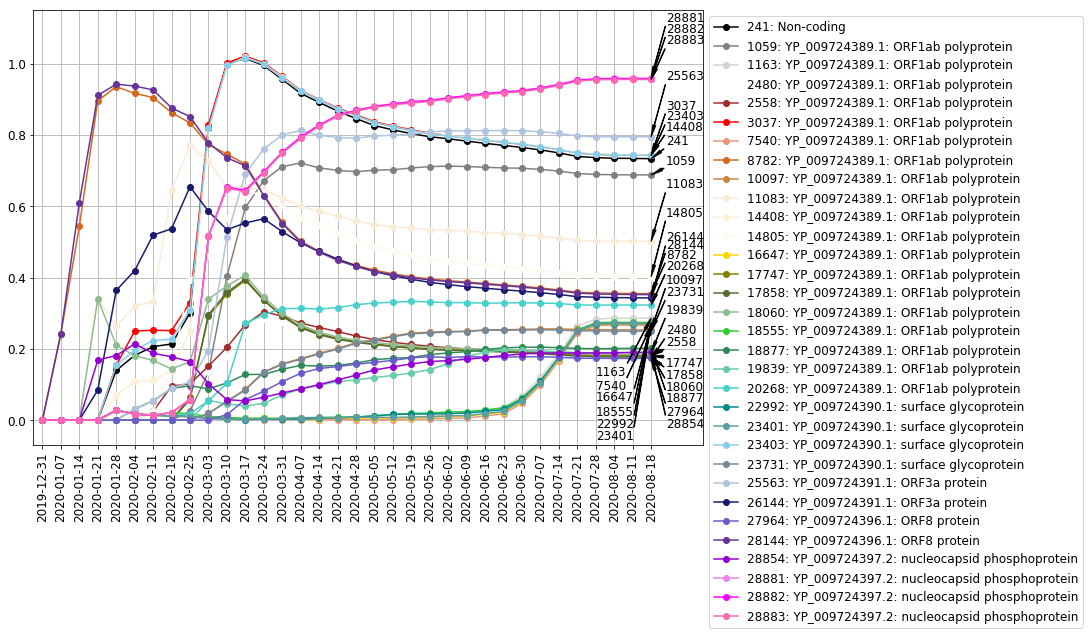 1.0
0.8
0.6
0.4
0.2
0.0
2019-12-31
2020-01-07
2020-01-14
2020-01-21
2020-01-28
2020-02-04
2020-02-11
2020-02-18
2020-02-25
2020-03-03
2020-03-10
2020-03-17
2020-03-24
2020-03-31
2020-04-07
2020-04-14
2020-04-21
2020-04-28
2020-05-05
2020-05-12
2020-05-19
2020-05-26
2020-06-02
2020-06-09
2020-06-16
2020-06-23
2020-06-30
2020-07-07
2020-07-14
2020-07-21
2020-07-28
2020-08-04
2020-08-11
2020-08-18
28881
28882
28883
25563
3037
23403
14408
241
1059
11083
14805
26144
28144
8782
20268
10097
23731
19839
2480
2558
17747
17858
18060
18877
27964
28854
1163
7540
16647
18555
22992
23401
241: Non-coding
1059: YP_009724389.1: ORF1ab polyprotein
1163: YP_009724389.1: ORF1ab polyprotein
2480: YP_009724389.1: ORF1ab polyprotein
2558: YP_009724389.1: ORF1ab polyprotein
3037: YP_009724389.1: ORF1ab polyprotein
7540: YP_009724389.1: ORF1ab polyprotein
8782: YP_009724389.1: ORF1ab polyprotein
10097: YP_009724389.1: ORF1ab polyprotein
11083: YP_009724389.1: ORF1ab polyprotein
14408: YP_009724389.1: ORF1ab polyprotein
14805: YP_009724389.1: ORF1ab polyprotein
16647: YP_009724389.1: ORF1ab polyprotein
17747: YP_009724389.1: ORF1ab polyprotein
17858: YP_009724389.1: ORF1ab polyprotein
18060: YP_009724389.1: ORF1ab polyprotein
18555: YP_009724389.1: ORF1ab polyprotein
18877: YP_009724389.1: ORF1ab polyprotein
19839: YP_009724389.1: ORF1ab polyprotein
20268: YP_009724389.1: ORF1ab polyprotein
22992: YP_009724390.1: surface glycoprotein
23401: YP_009724390.1: surface glycoprotein
23403: YP_009724390.1: surface glycoprotein
23731: YP_009724390.1: surface glycoprotein
25563: YP_009724391.1: ORF3a protein
26144: YP_009724391.1: ORF3a protein
27964: YP_009724396.1: ORF8 protein
28144: YP_009724396.1: ORF8 protein
28854: YP_009724397.2: nucleocapsid phosphoprotein
28881: YP_009724397.2: nucleocapsid phosphoprotein
28882: YP_009724397.2: nucleocapsid phosphoprotein
28883: YP_009724397.2: nucleocapsid phosphoprotein